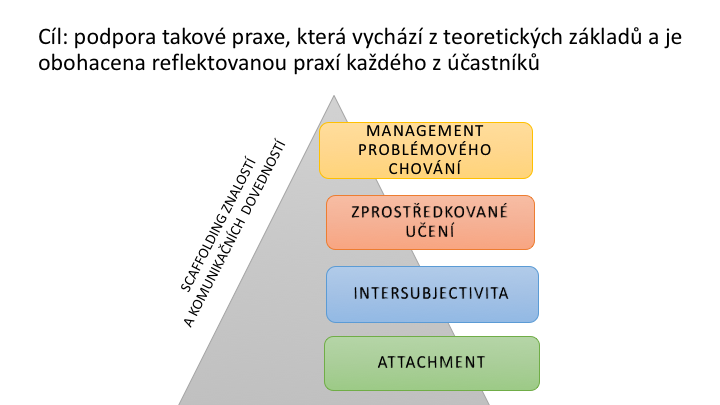 Cíl: podpora takové praxe, která vychází z teoretických základů a je
obohacena reflektovanou praxí každého z účastníků
SCAFFOLDING ZNALOSTÍ
A KOMUNIKAČNÍCH DOVEDNOSTÍ
MANAGEMENT
PROBLÉMOVÉHO
CHOVÁNÍ
ZPROSTŘEDKOVANÉ
UČENÍ
INTERSUBJECTIVITA
ATTACHMENT